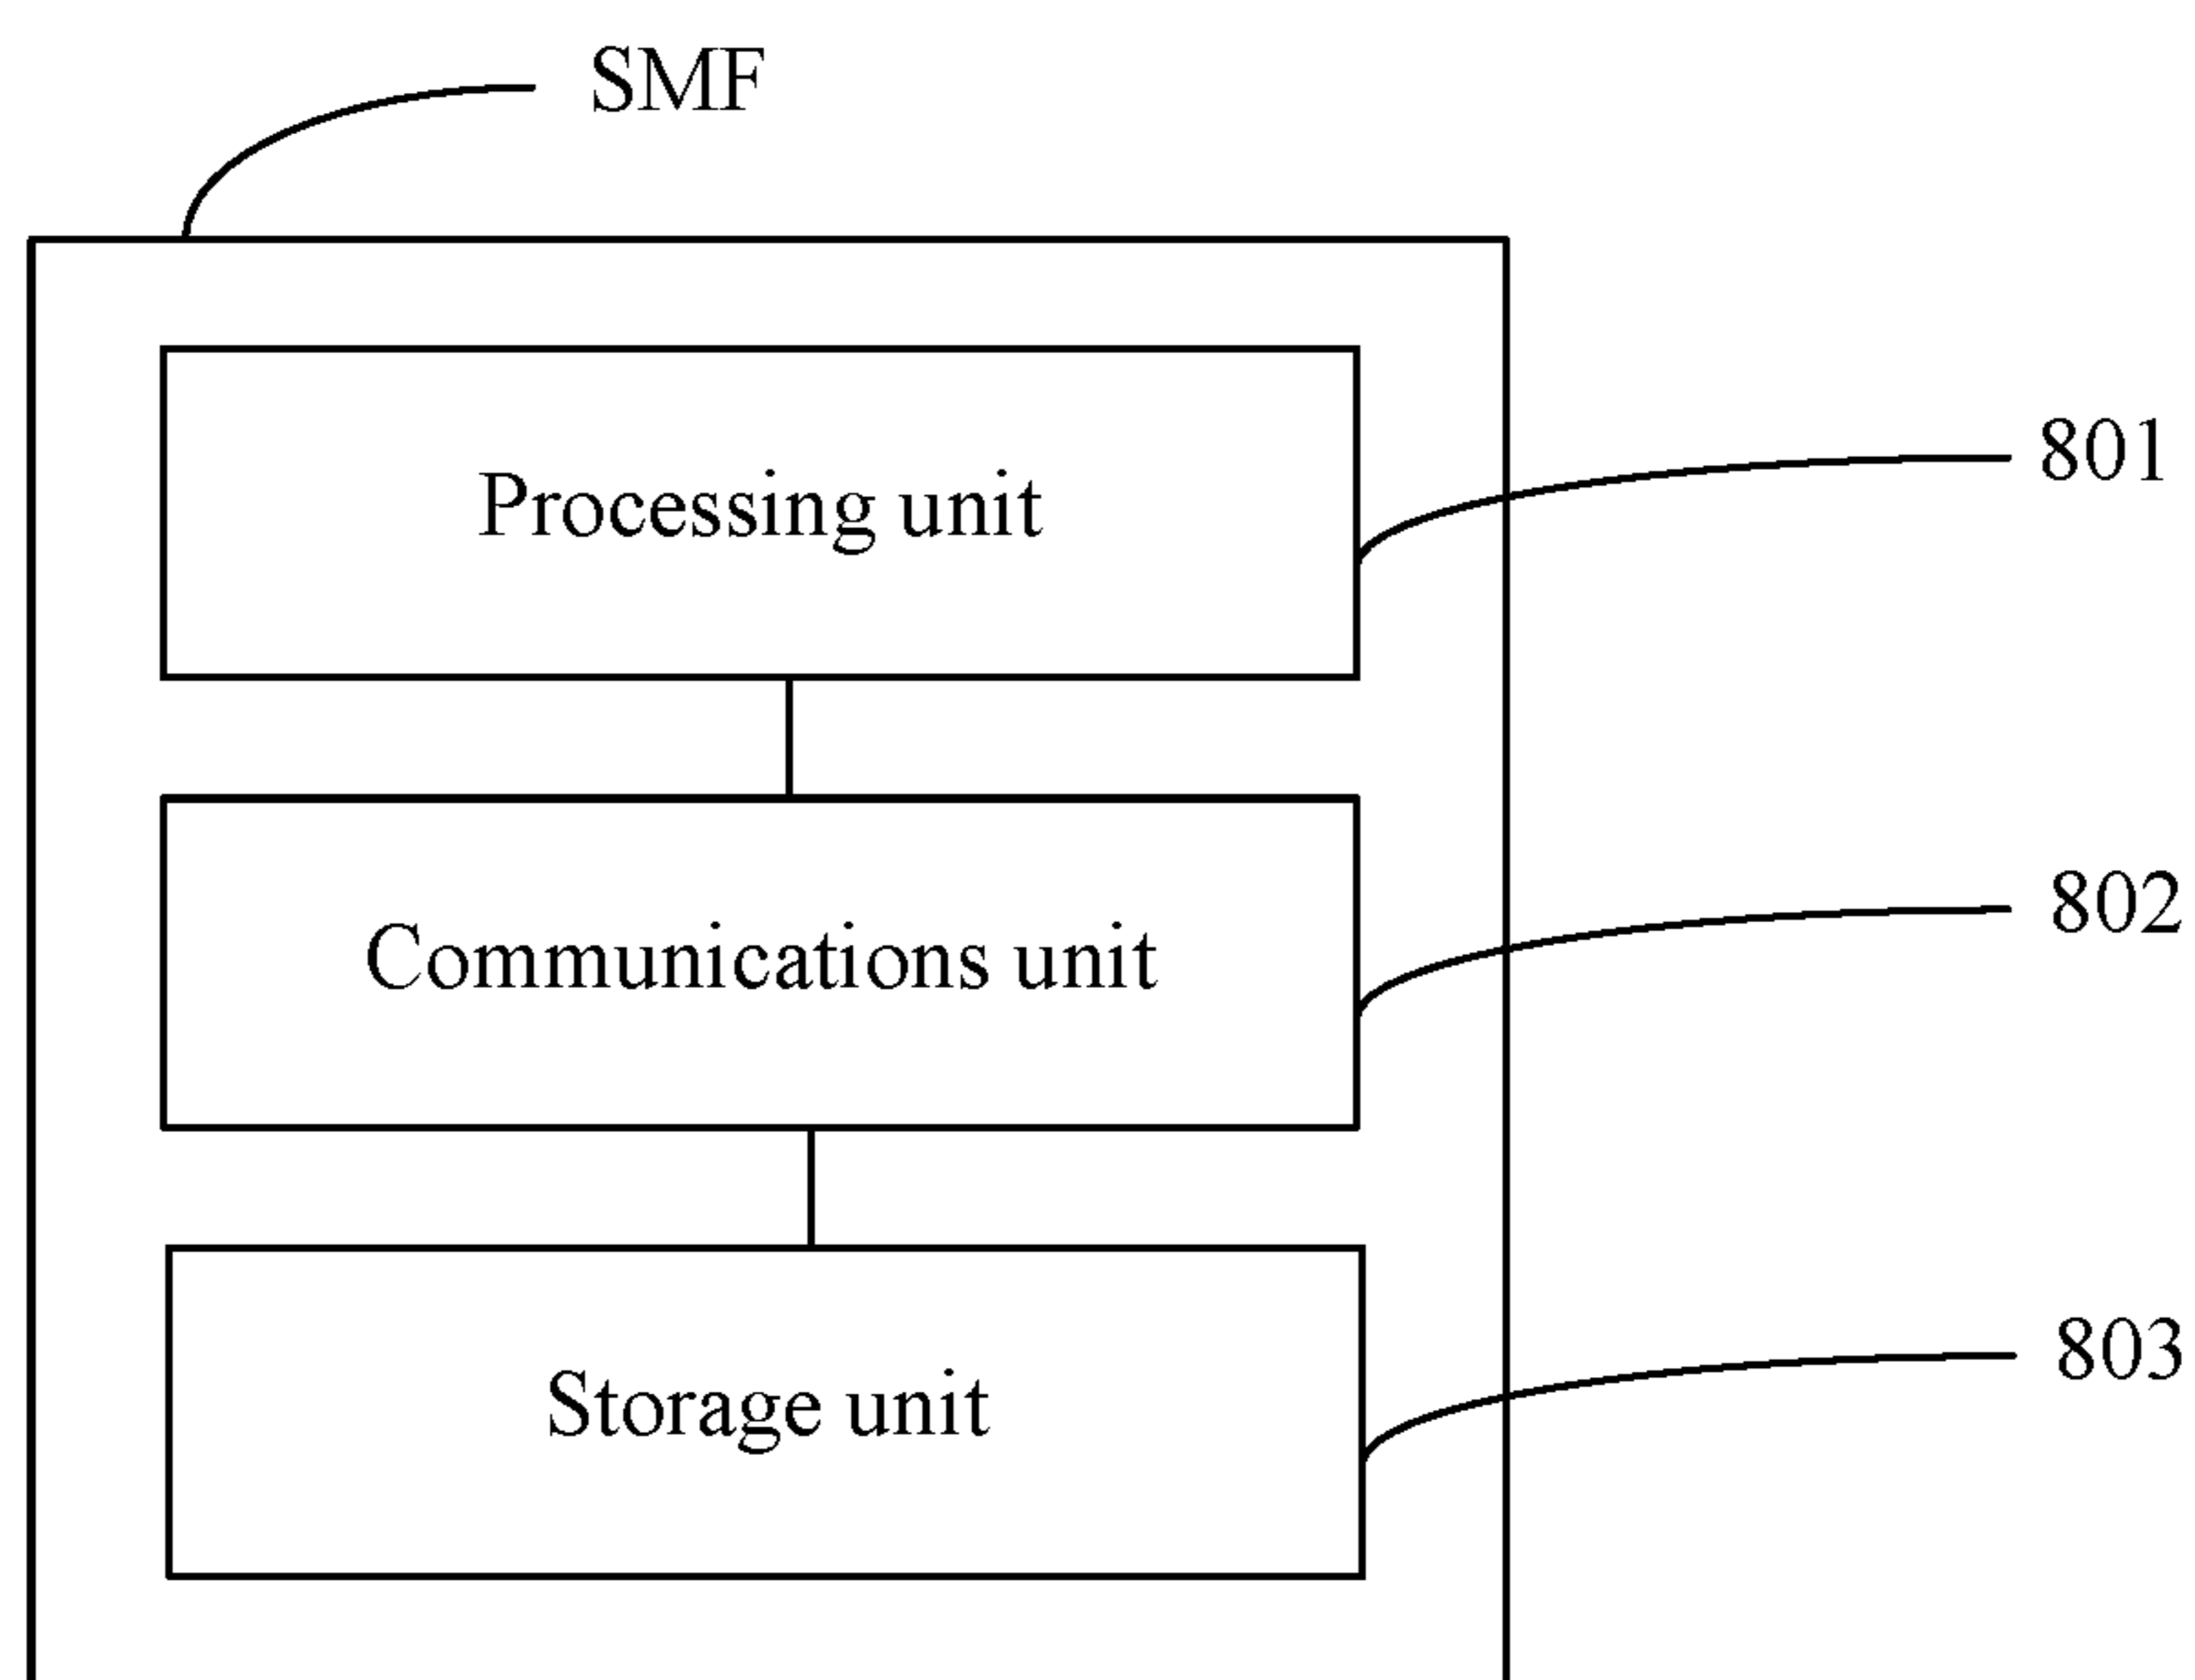 SMF
Processing unit
801
Communications unit
802
Storage unit
803